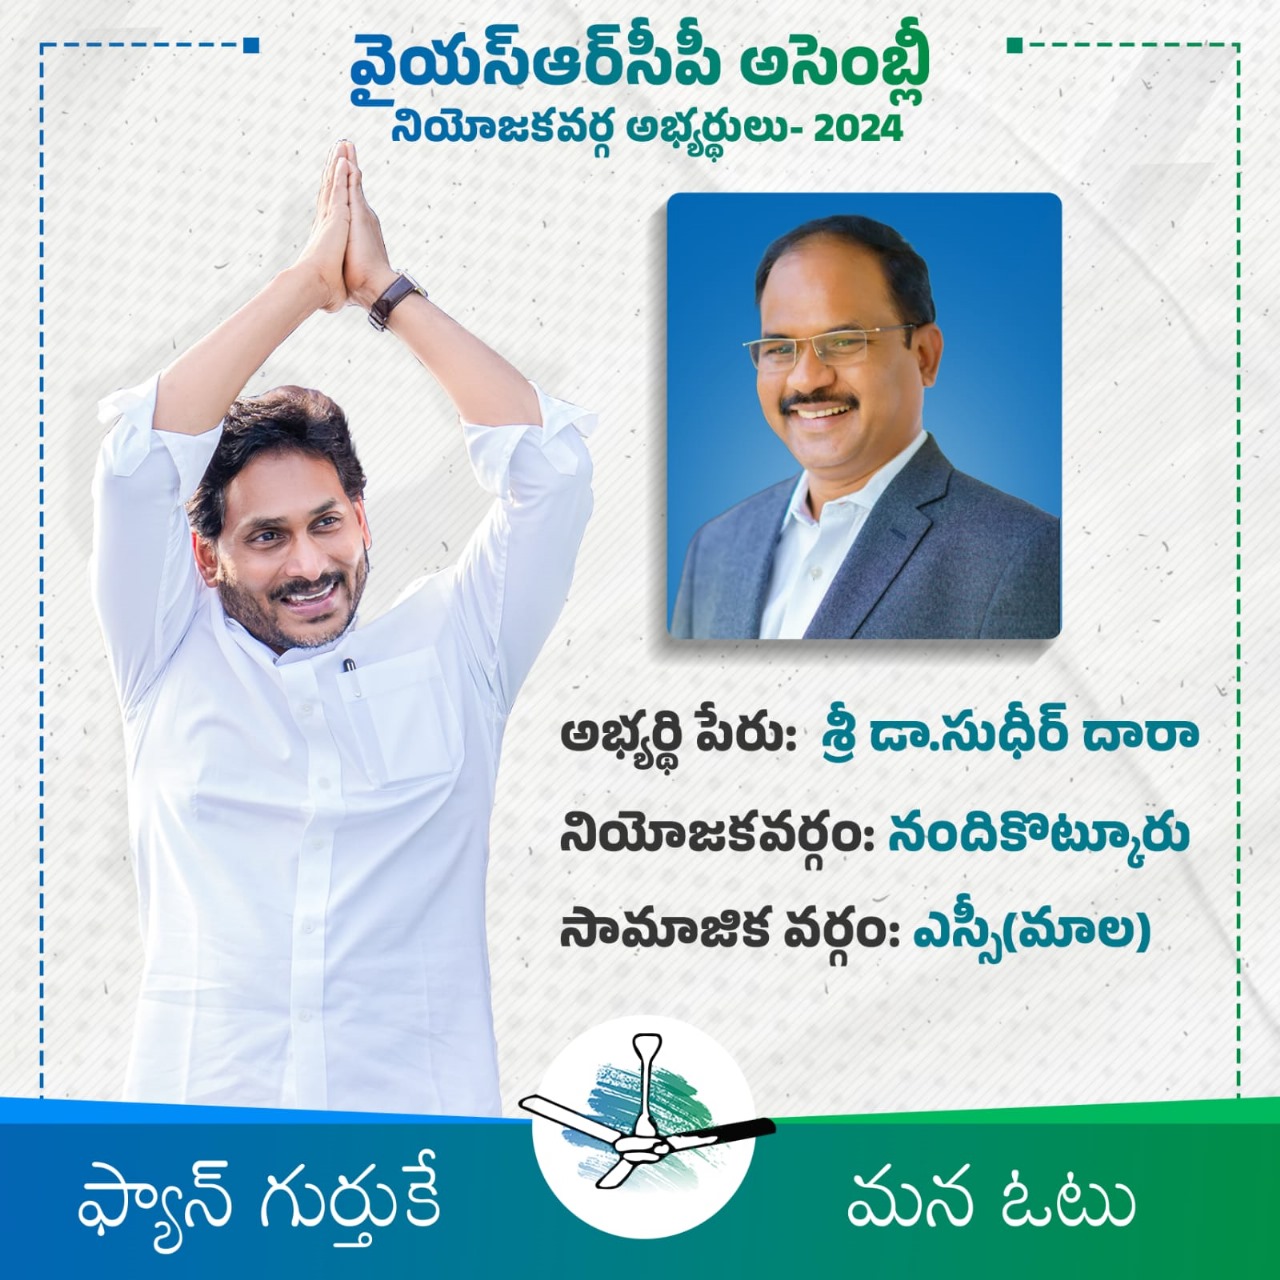 వైయస్ఆర్‌సీపీ అసెంబ్లీ
నియోజకవర్గ అభ్యర్థులు- 2024
అభ్యర్థి పేరు: శ్రీ డా.సుధీర్ దారా
నియోజకవర్గం: నందికొట్కూరు
సామాజిక వర్గం: ఎస్సీ(మాల)
ఫ్యాన్ గుర్తుకే మన ఓటు